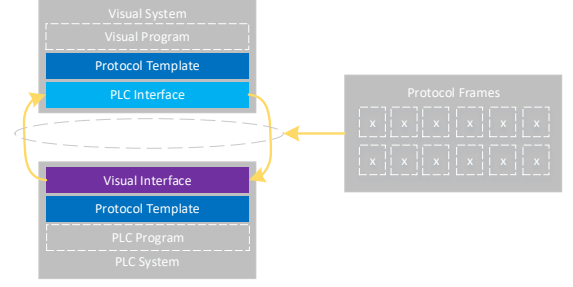 Visual System
Visual Program
Protocol Template
PLC Interface
Visual Interface
Protocol Template
PLC Program
PLC System
Protocol Frames
x x x x x x
x x x x x x